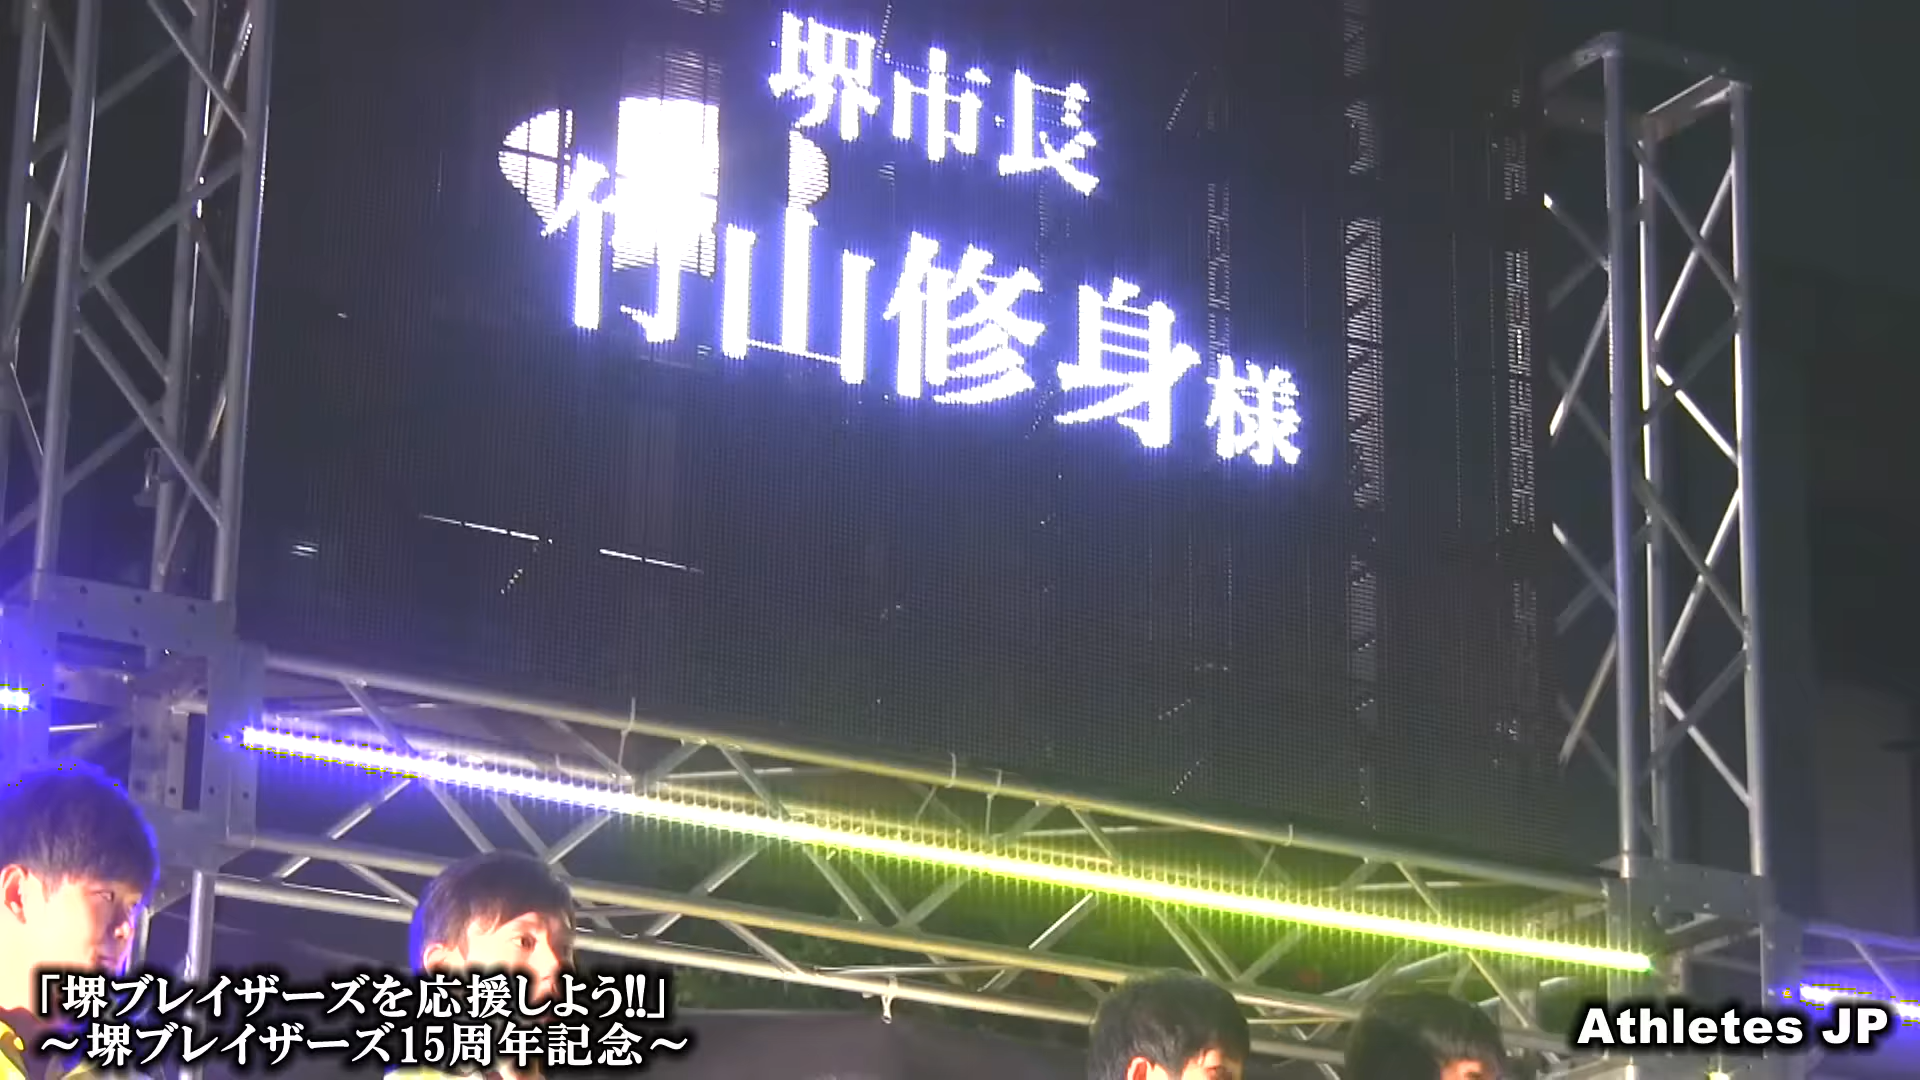 堺市長
竹山修身様
「堺ブレイザーズを応援しよう!!」
～堺ブレイザーズ15周年記念～
Athletes JP